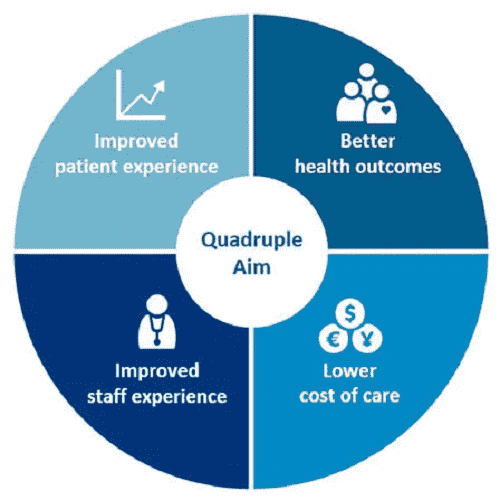 Improved
patient experience
Better
health outcomes
Quadruple
Aim
Improved
staff experience
$
€ ¥
Lower
cost of care